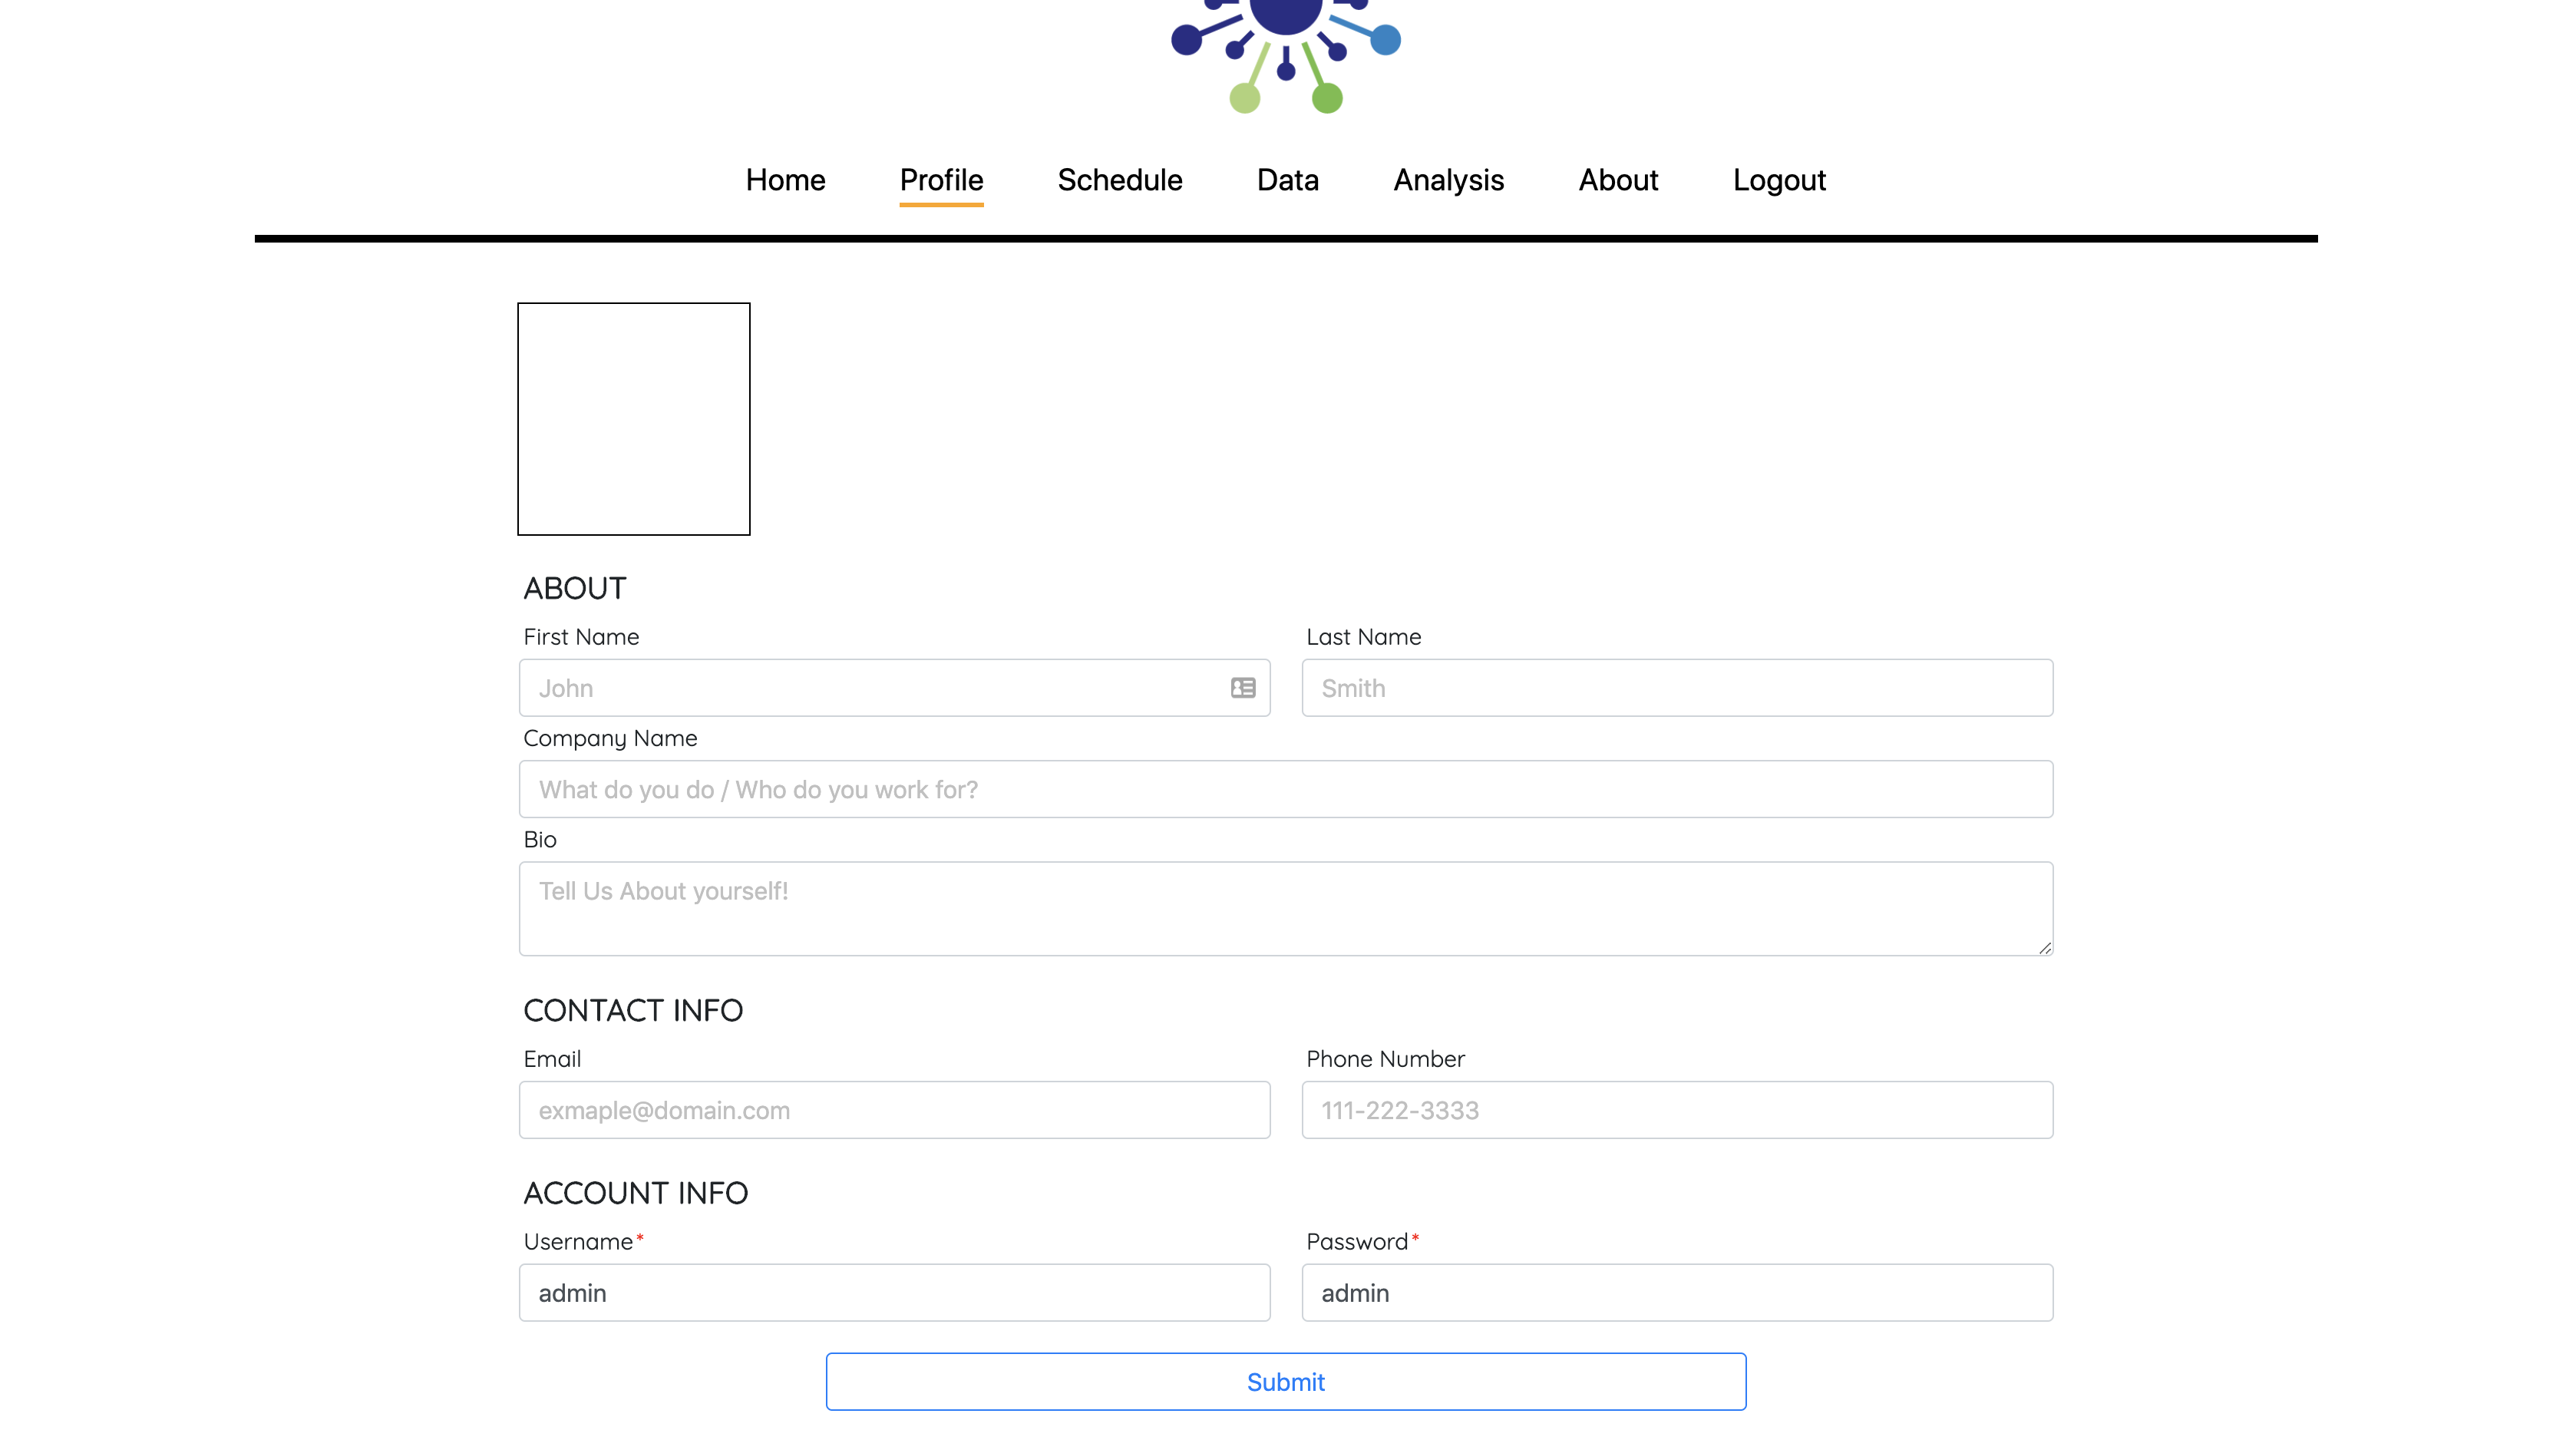 Home Profile Schedule Data Analysis About Logout
ABOUT
First Name Last Name
John Smith
Company Name
What do you do / Who do you work for?
Bio
Tell Us About yourself!
CONTACT INFO
Email Phone Number
exmaple@domain.com 111-222-3333
ACCOUNT INFO
Username* Password*
admin admin
Submit